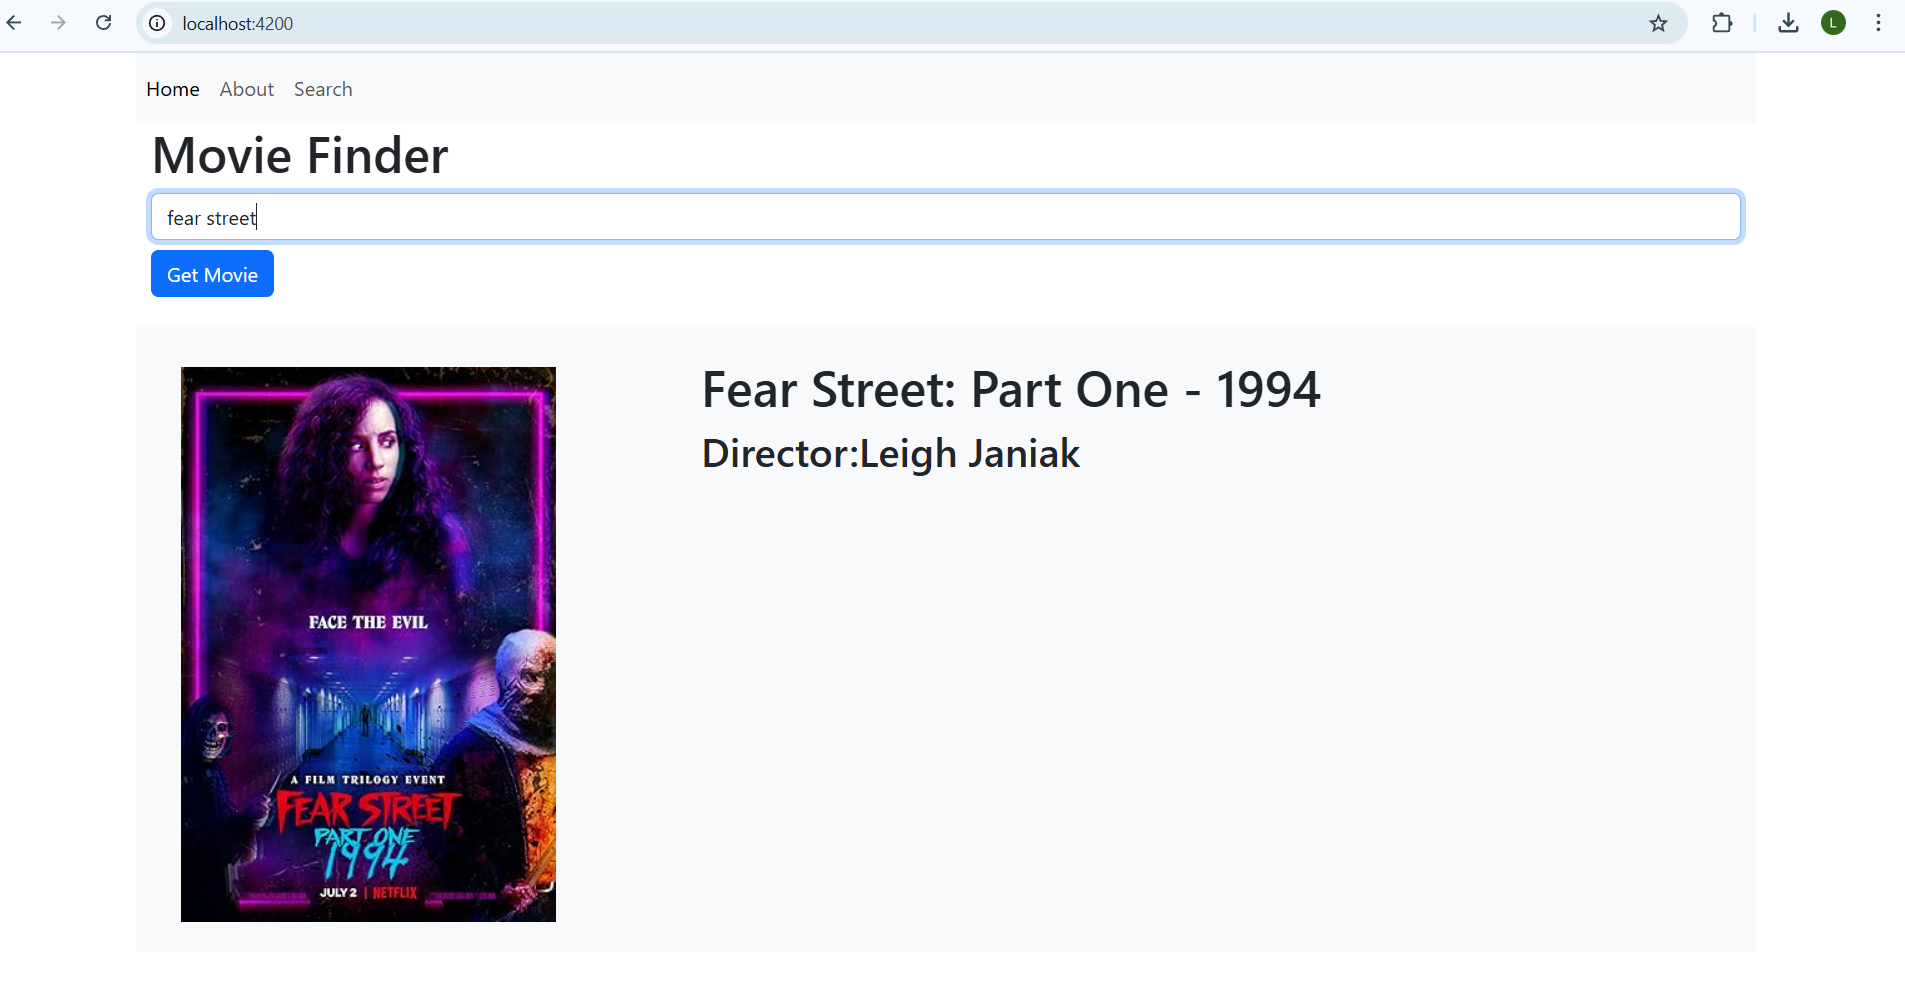 localhost:4200
L
Home About Search
Movie Finder
fear street
Get Movie
Fear Street: Part One - 1994
Director:Leigh Janiak
FACE THE EVIL
A FILM TRILOGY EVENT
FEAR STREET
PART ONE
1994
JULY 2 | NETFLIX